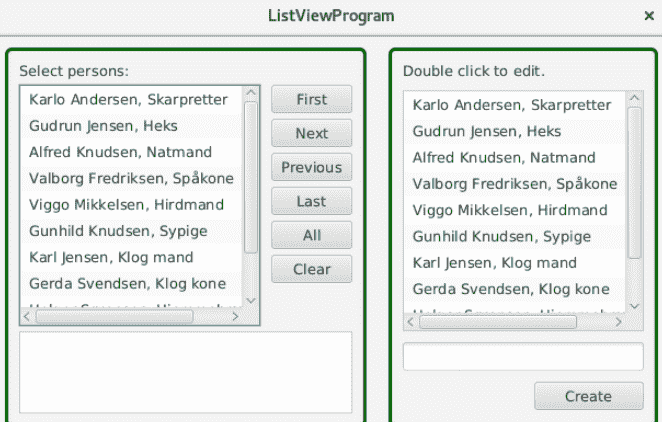 ListViewProgram
Select persons:
Karlo Andersen, Skarpretter
Gudrun Jensen, Heks
Alfred Knudsen, Natmand
Valborg Fredriksen, Spåkone
Viggo Mikkelsen, Hirdmand
Gunhild Knudsen, Sypige
Karl Jensen, Klog mand
Gerda Svendsen, Klog kone
First
Next
Previous
Last
All
Clear
Double click to edit.
Karlo Andersen, Skarpretter
Gudrun Jensen, Heks
Alfred Knudsen, Natmand
Valborg Fredriksen, Spåkone
Viggo Mikkelsen, Hirdmand
Gunhild Knudsen, Sypige
Karl Jensen, Klog mand
Gerda Svendsen, Klog kone
Create